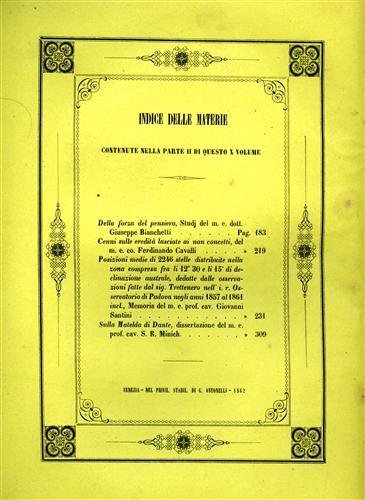 INDICE DELLE MATERIE
CONTENUTE NELLA PARTE II DI QUESTO X VOLUME
Della forza del pensiero, Studj del m. e. dott.
Giuseppe Bianchetti . . . . . . Pag. 183
Cenni sulle eredità lasciate ai non concetti, del
m. e. co. Ferdinando Cavalli . . . » 219
Posizioni medie di 2246 stelle distribuite nella
zona compresa fra li 12° 30 e li 15° di de-
clinazione australe, dedotte dalle osserva-
zioni fatte dal sig. Trettenero nell' i. r. Os-
servatorio di Padova negli anni 1857 al 1861
incl., Memoria del m. e. prof. cav. Giovanni
Santini . . . . . . . . . » 231
Sulla Matelda di Dante, dissertazione del m. e.
prof. cav. S. R. Minich. . . . . . » 309
VENEZIA - NEL PRIVIL. STABIL. DI G. ANTONELLI - 1862